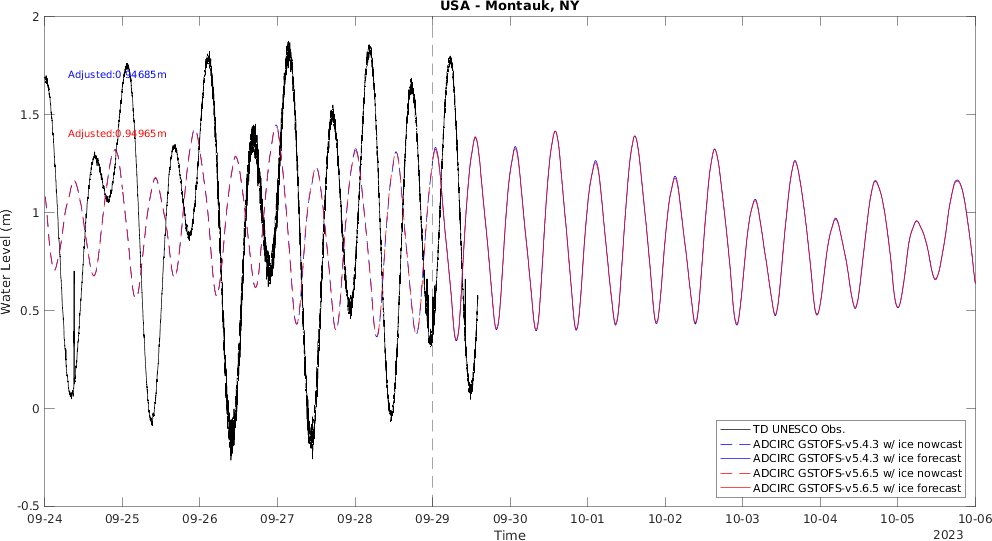 USA - Montauk, NY
2
1.5
1
0.5
0
-0.5
Water Level (m)
Adjusted:0.94685m
Adjusted:0.94965m
TD UNESCO Obs.
ADCIRC GSTOFS-v5.4.3 w/ ice nowcast
ADCIRC GSTOFS-v5.4.3 w/ ice forecast
ADCIRC GSTOFS-v5.6.5 w/ ice nowcast
ADCIRC GSTOFS-v5.6.5 w/ ice forecast
09-24 09-25 09-26 09-27 09-28 09-29 09-30 10-01 10-02 10-03 10-04 10-05 10-06
Time
2023